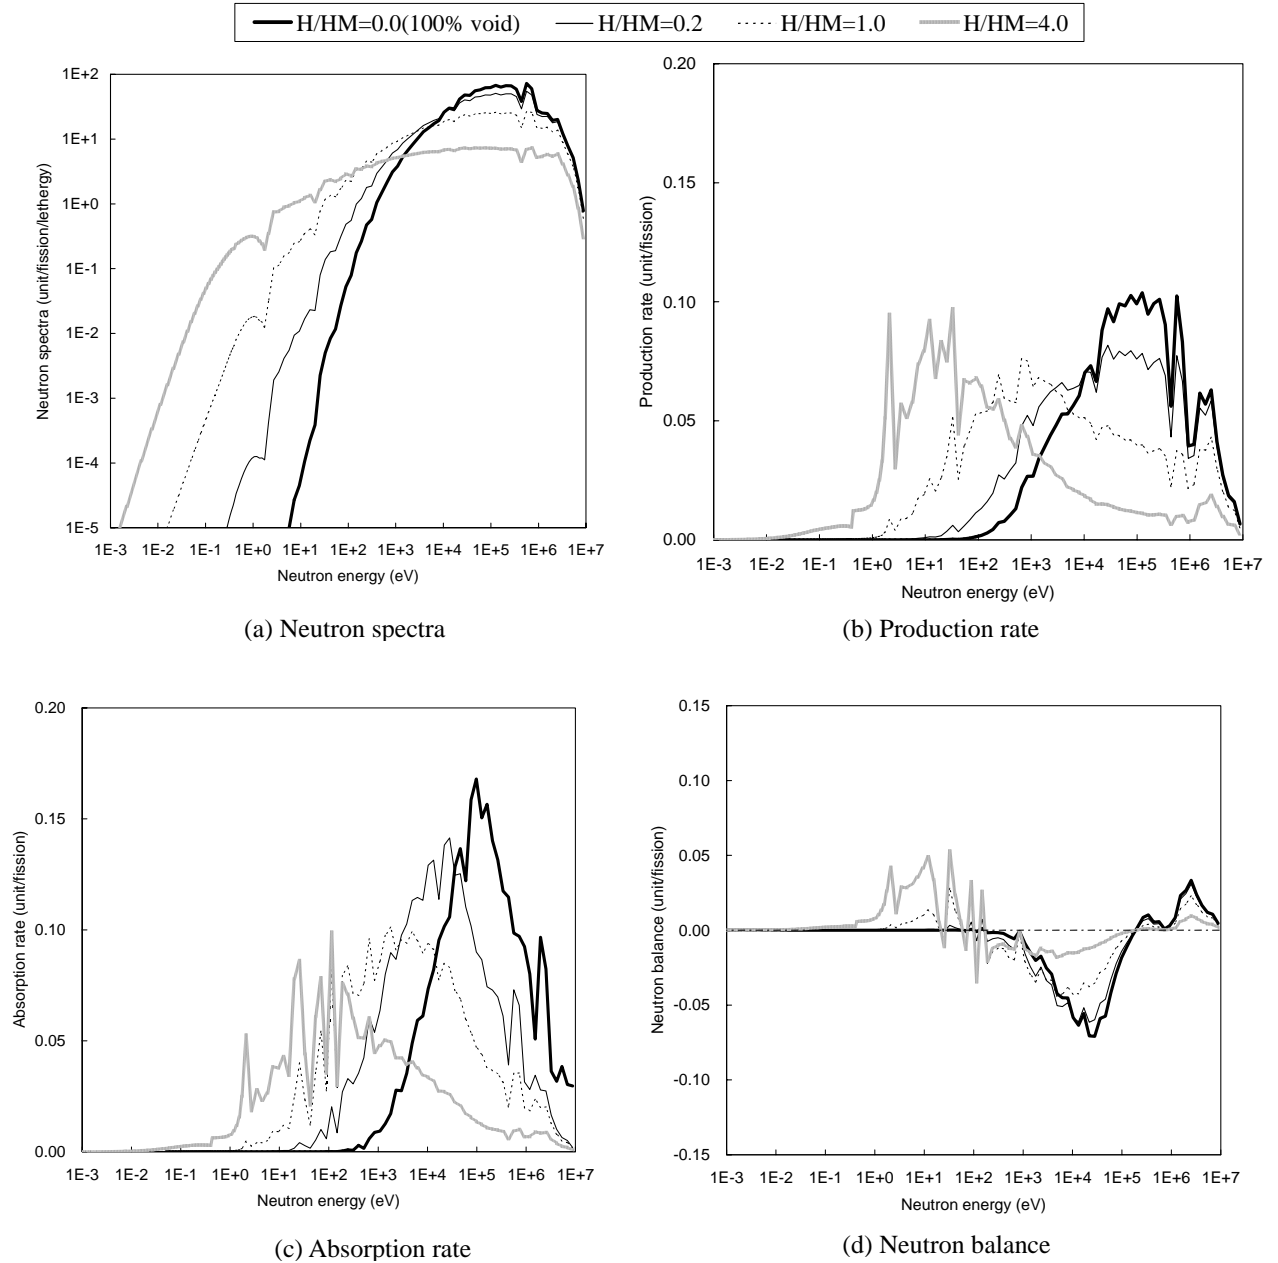 H/HM=0.0(100% void) H/HM=0.2 H/HM=1.0 H/HM=4.0
1E+2
1E+1
1E+0
1E-1
1E-2
1E-3
1E-4
1E-5
Neutron spectra (unit/fission/lethergy)
1E-3 1E-2 1E-1 1E+0 1E+1 1E+2 1E+3 1E+4 1E+5 1E+6 1E+7
Neutron energy (eV)
(a) Neutron spectra
0.20
0.15
0.10
0.05
0.00
Production rate (unit/fission)
1E-3 1E-2 1E-1 1E+0 1E+1 1E+2 1E+3 1E+4 1E+5 1E+6 1E+7
Neutron energy (eV)
(b) Production rate
0.20
0.15
0.10
0.05
0.00
Absorption rate (unit/fission)
1E-3 1E-2 1E-1 1E+0 1E+1 1E+2 1E+3 1E+4 1E+5 1E+6 1E+7
Neutron energy (eV)
(c) Absorption rate
0.15
0.10
0.05
0.00
-0.05
-0.10
-0.15
Neutron balance (unit/fission)
1E-3 1E-2 1E-1 1E+0 1E+1 1E+2 1E+3 1E+4 1E+5 1E+6 1E+7
Neutron energy (eV)
(d) Neutron balance